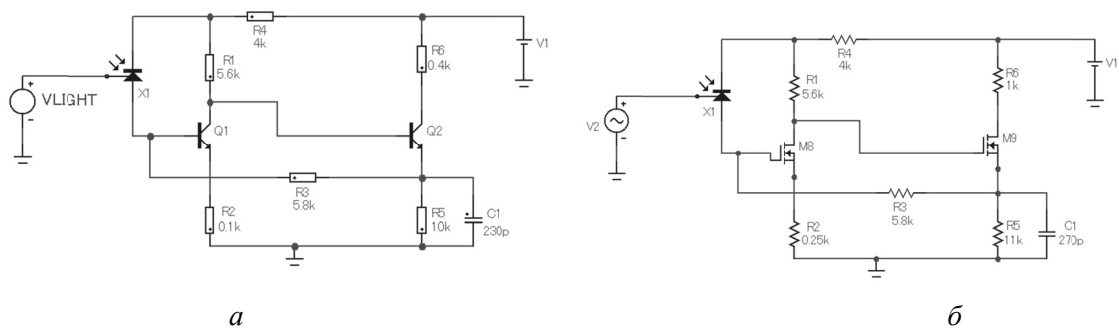 R4
4k
R1
5.6k
R6
0.4k
V1
X1
VLIGHT
Q1
Q2
R3
5.8k
R2
0.1k
R5
10k
C1
230p
а
R4
4k
R1
5.6k
R6
1k
V1
X1
V2
M8
M9
R3
5.8k
R2
0.25k
R5
11k
C1
270p
б